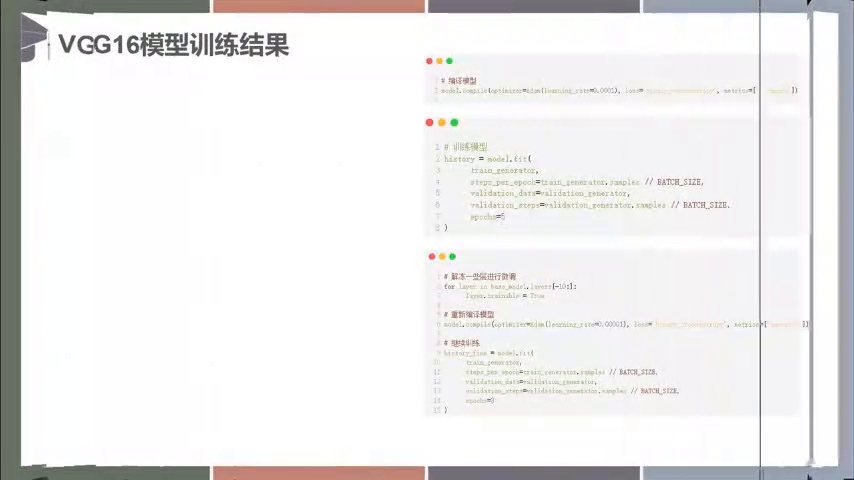 VGG16模型训练结果
1 # 编译模型
2 model.compile(optimizer=Adam(learning_rate=0.0001), loss=' ', metrics=[' '])
1 # 训练模型
2 history = model.fit(
3 train_generator,
4 steps_per_epoch=train_generator.samples // BATCH_SIZE,
5 validation_data=validation_generator,
6 validation_steps=validation_generator.samples // BATCH_SIZE,
7 epochs=5
8 )
1 # 解冻一些层进行微调
2 for layer in base_model.layers[-10:]:
3 layer.trainable = True
4
5 # 重新编译模型
6 model.compile(optimizer=Adam(learning_rate=0.00001), loss=' ', metrics=[' '])
7
8 # 继续训练
9 history_fine = model.fit(
10 train_generator,
11 steps_per_epoch=train_generator.samples // BATCH_SIZE,
12 validation_data=validation_generator,
13 validation_steps=validation_generator.samples // BATCH_SIZE,
14 epochs=
15 )